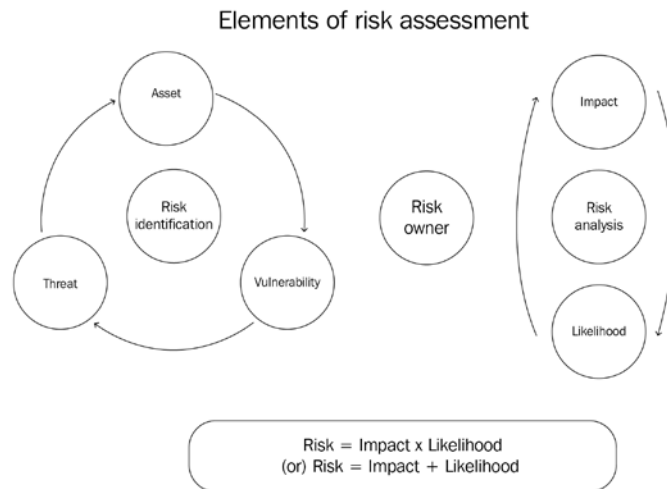 Elements of risk assessment
Asset
Risk
identification
Threat
Vulnerability
Risk
owner
Impact
Risk
analysis
Likelihood
Risk = Impact x Likelihood
(or) Risk = Impact + Likelihood